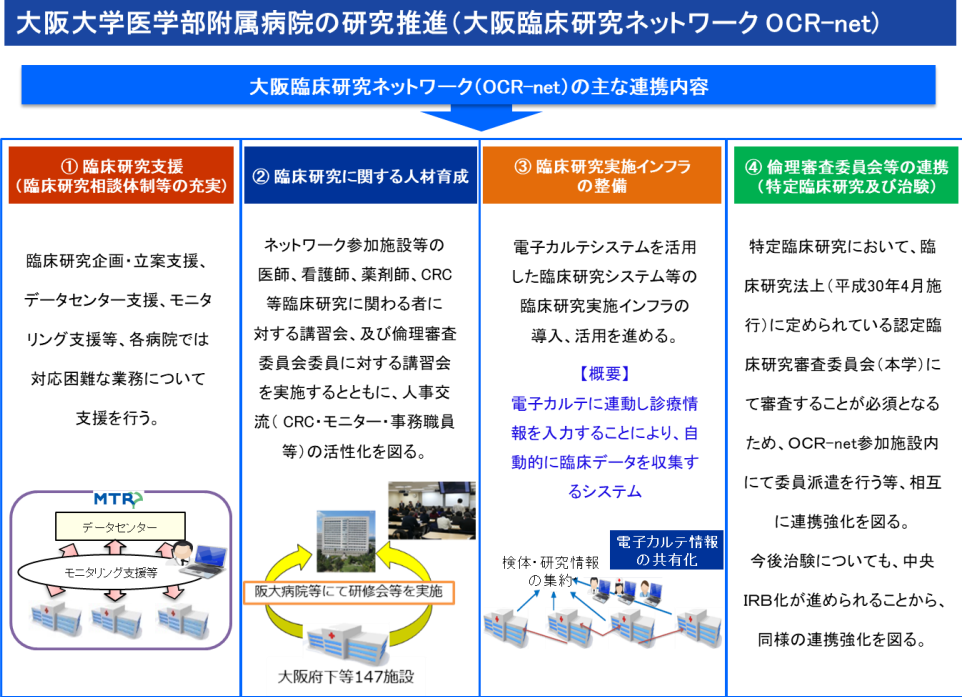 大阪大学医学部附属病院の研究推進(大阪臨床研究ネットワーク OCR-net)
大阪臨床研究ネットワーク(OCR-net)の主な連携内容
① 臨床研究支援
(臨床研究相談体制等の充実)
臨床研究企画・立案支援、
データセンター支援、モニタ
リング支援等、各病院では
対応困難な業務について
支援を行う。
MTR
データセンター
モニタリング支援等
② 臨床研究に関する人材育成
ネットワーク参加施設等の
医師、看護師、薬剤師、CRC
等臨床研究に関わる者に
対する講習会、及び倫理審査
委員会委員に対する講習会
を実施するとともに、人事交
流( CRC・モニター・事務職員
等)の活性化を図る。
阪大病院等にて研修会等を実施
大阪府下等147施設
③ 臨床研究実施インフラ
の整備
電子カルテシステムを活用
した臨床研究システム等の
臨床研究実施インフラの
導入、活用を進める。
【概要】
電子カルテに連動し診療情
報を入力することにより、自
動的に臨床データを収集す
るシステム
電子カルテ情報
の共有化
検体・研究情報
の集約
④ 倫理審査委員会等の連携
(特定臨床研究及び治験)
特定臨床研究において、臨
床研究法上(平成30年4月施
行)に定められている認定臨
床研究審査委員会(本学)に
て審査することが必須となる
ため、OCR-net参加施設内
にて委員派遣を行う等、相互
に連携強化を図る。
今後治験についても、中央
IRB化が進められることから、
同様の連携強化を図る。